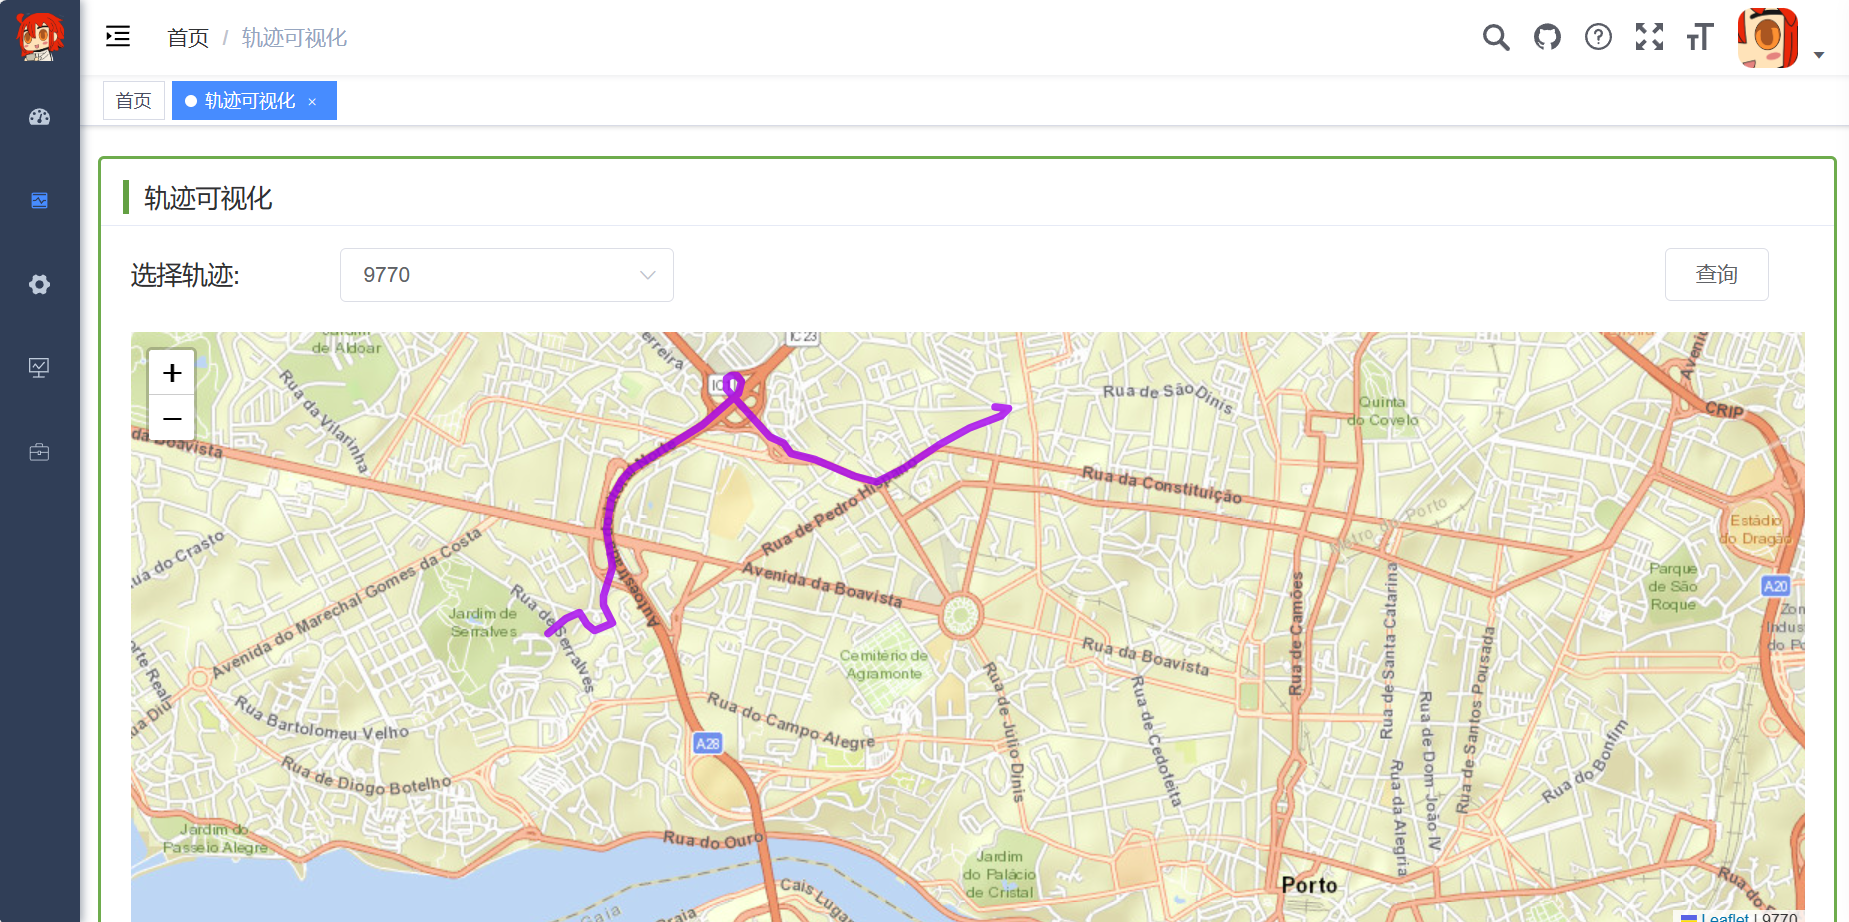 首页 / 轨迹可视化
首页
轨迹可视化 ×
轨迹可视化
选择轨迹:
9770
查询
+
−
de Aldoar
IC 23
Rua da Vilarinha
da Boavista
Rua de São Dinis
Quinta
do Covelo
CRIP
Rua da Constituição
Rua de Pedro Hispano
Metro do Porto
Estádio
do Dragão
Avenida da Boavista
Avenida do Marechal Gomes da Costa
Jardim de
Serralves
Rua de Serralves
Parque
de São
Roque
A20
Cemitério de
Agramonte
Rua da Boavista
Rua de Camões
Rua de Santa Catarina
Rua de Santos Pousada
Rua de Júlio Dinis
Rua de Cedofeita
Rua de Dom João IV
Rua da Alegria
Rua do Bonfim
Rua Bartolomeu Velho
Rua de Diogo Botelho
Rua do Campo Alegre
A28
Rua do Ouro
Jardim do
Passeio Alegre
Jardim
do Palácio
de Cristal
Porto
Leaflet | 9770